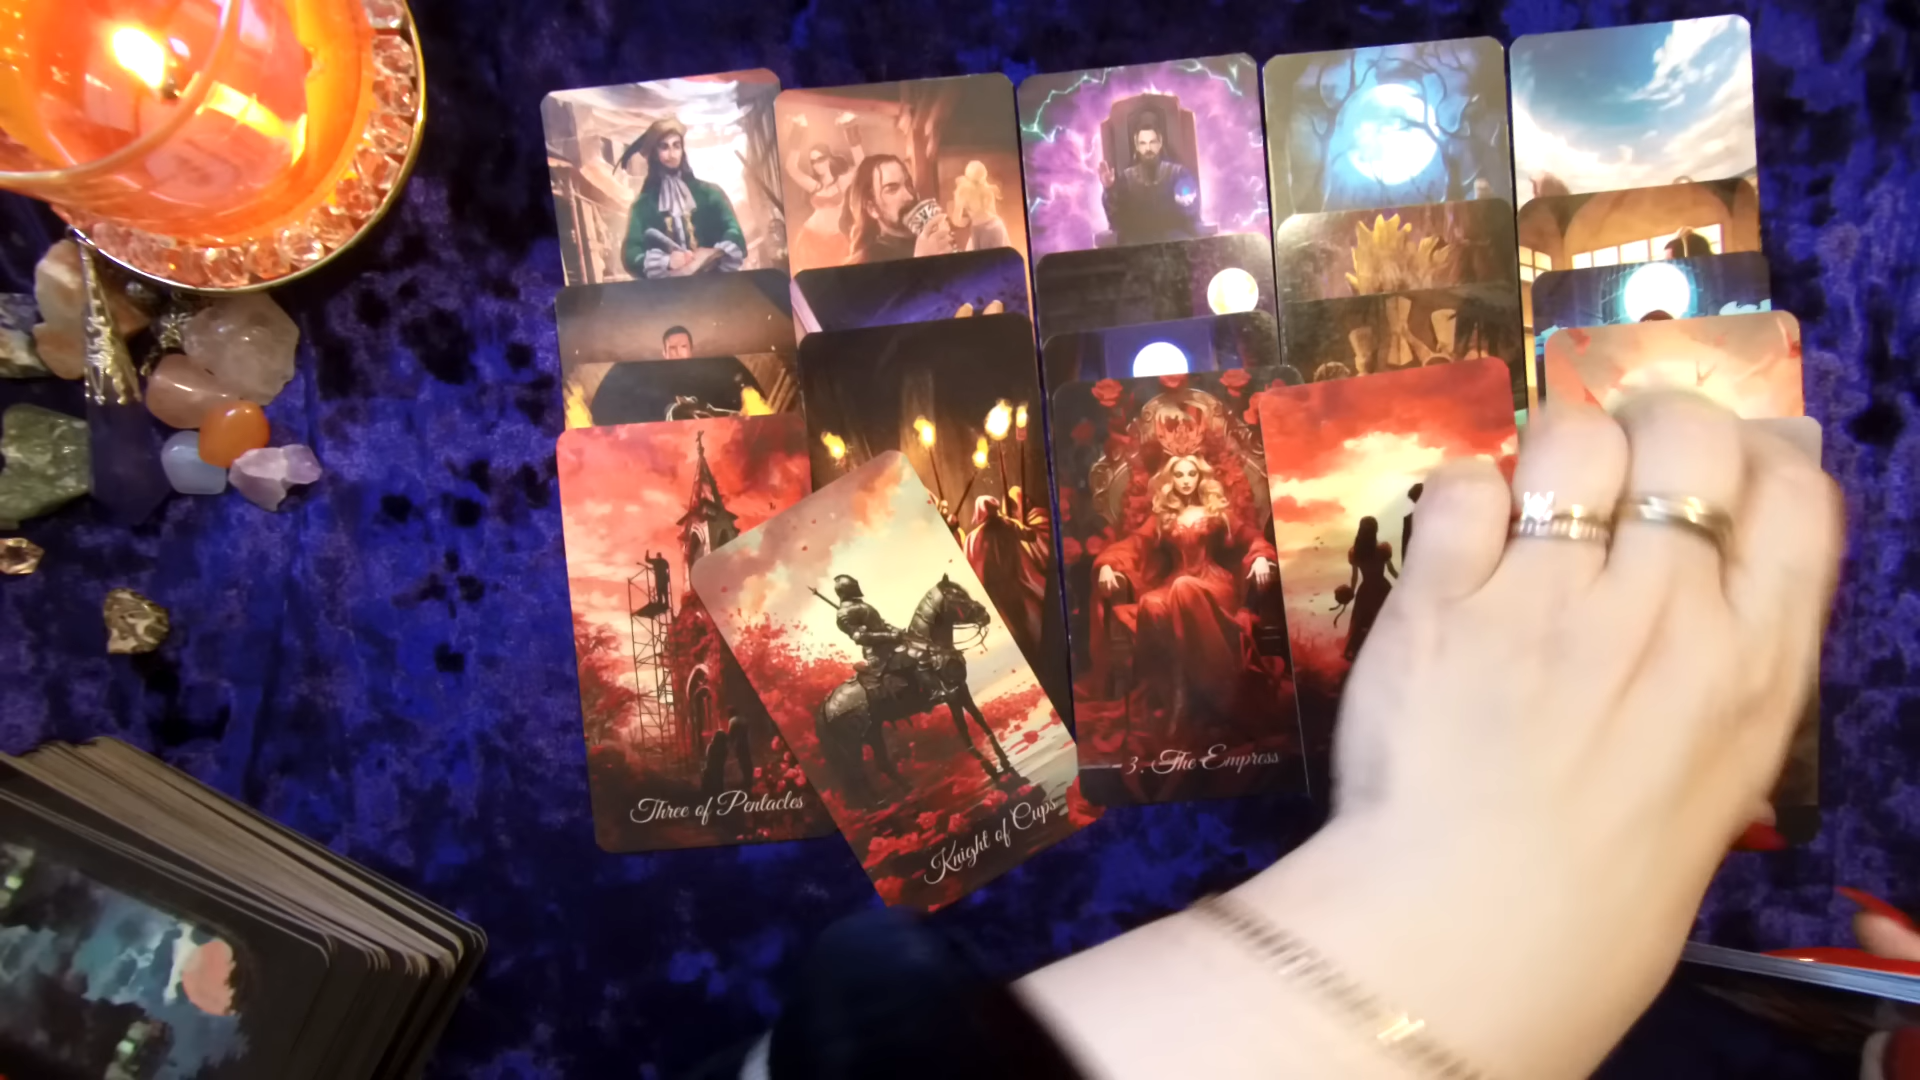 Three of Pentacles
Knight of Cups
3. The Empress